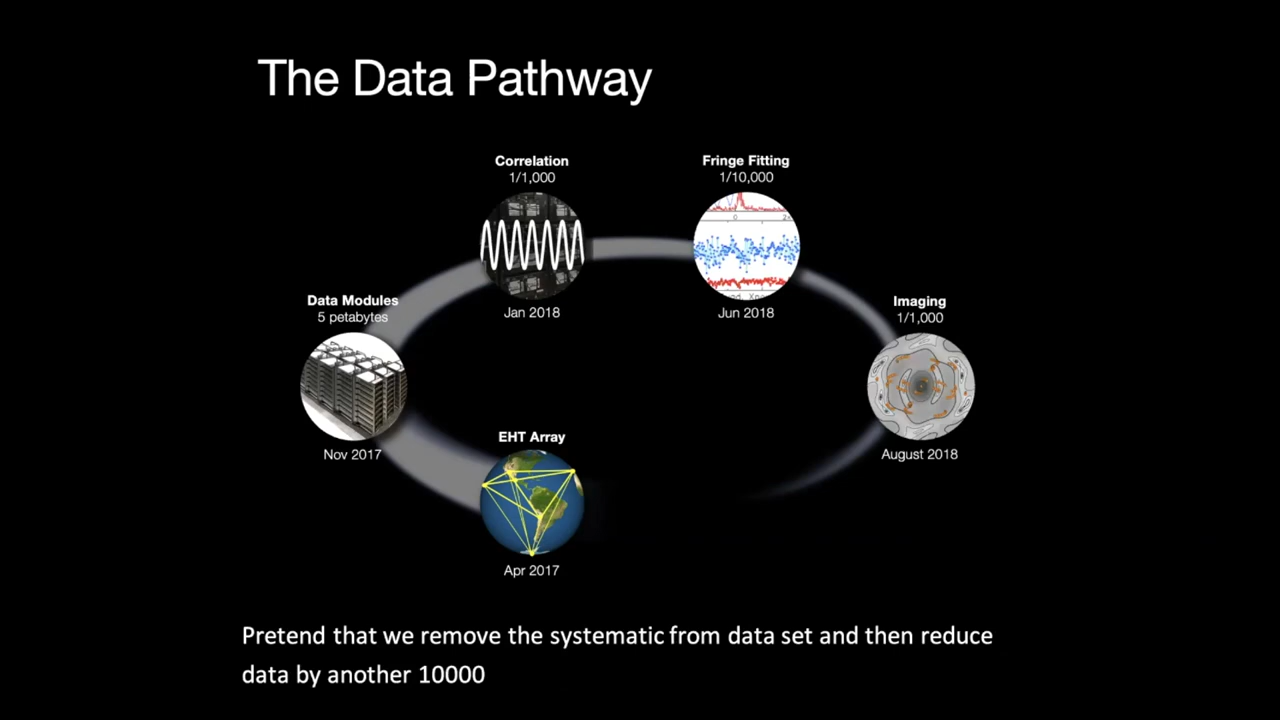 The Data Pathway
Correlation
1/1,000
Jan 2018
Fringe Fitting
1/10,000
0
Jun 2018
Data Modules
5 petabytes
Nov 2017
Imaging
1/1,000
August 2018
EHT Array
Apr 2017
Pretend that we remove the systematic from data set and then reduce
data by another 10000